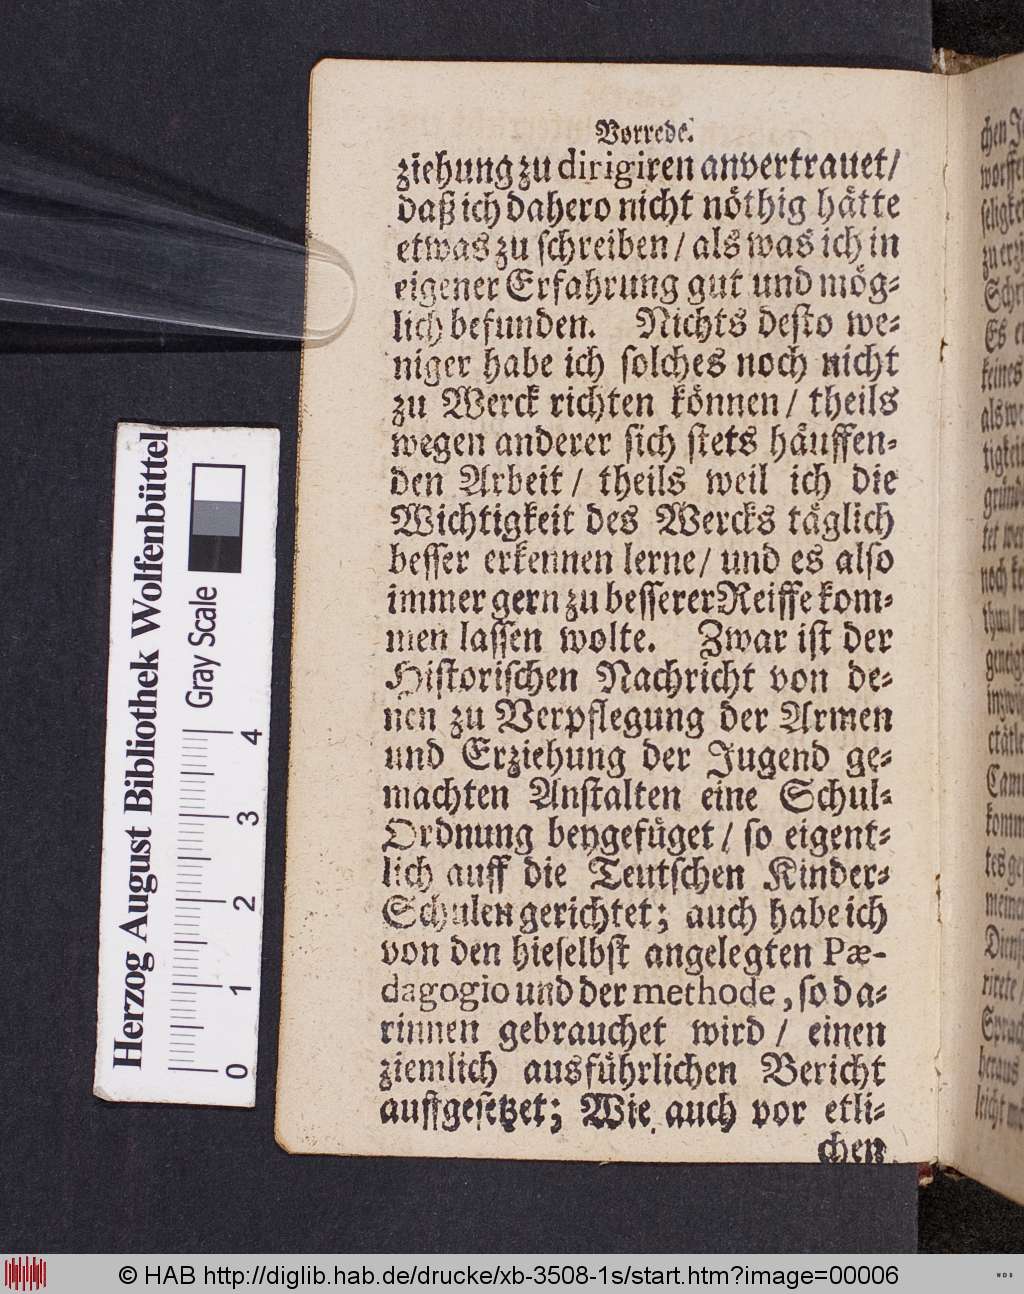 Vorrede.
ziehung zu dirigiren anvertrauet/
daß ich dahero nicht nöthig hätte
etwas zu schreiben / als was ich in
eigener Erfahrung gut und mög-
lich befunden. Nichts desto we-
niger habe ich solches noch nicht
zu Werck richten können / theils
wegen anderer sich stets häuffen-
den Arbeit / theils weil ich die
Wichtigkeit des Wercks täglich
besser erkennen lerne / und es also
immer gern zu besserer Reiffe kom-
men lassen wolte. Zwar ist der
Historischen Nachricht von de-
nen zu Verpflegung der Armen
und Erziehung der Jugend ge-
machten Anstalten eine Schul-
Ordnung beygefüget / so eigent-
lich auff die Teutschen Kinder-
Schulen gerichtet; auch habe ich
von den hieselbst angelegten Pæ-
dagogio und der methode, so da-
rinnen gebrauchet wird / einen
ziemlich ausführlichen Bericht
auffgesetzet; Wie auch vor etli-
chen
chen
keines
noch
meine
Herzog August Bibliothek Wolfenbüttel
Gray Scale
0 1 2 3 4
© HAB http://diglib.hab.de/drucke/xb-3508-1s/start.htm?image=00006